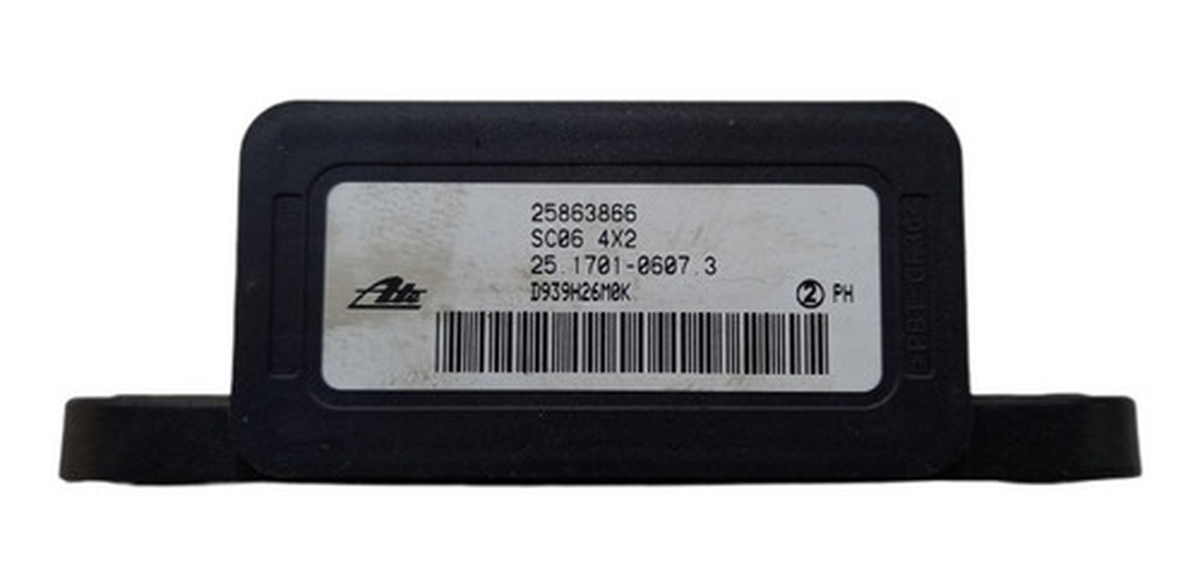 25863866
SC06 4X2
25.1701-0607.3
Ate D939H26M0K 2 PH